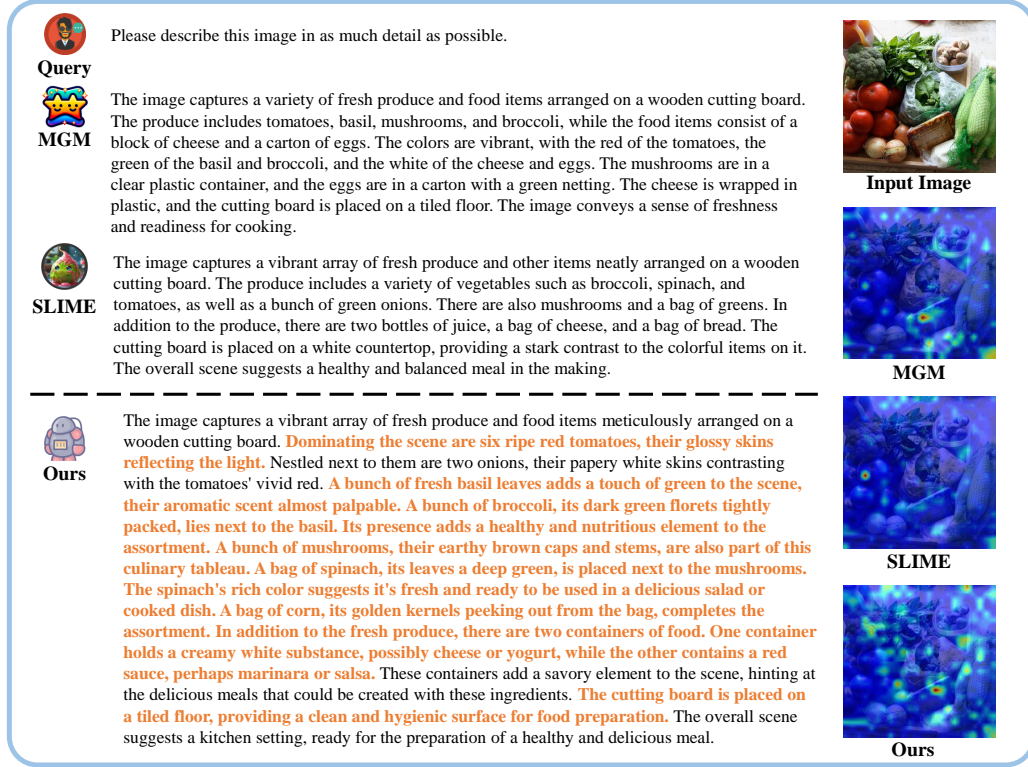 Query
Please describe this image in as much detail as possible.
MGM
The image captures a variety of fresh produce and food items arranged on a wooden cutting board.
The produce includes tomatoes, basil, mushrooms, and broccoli, while the food items consist of a
block of cheese and a carton of eggs. The colors are vibrant, with the red of the tomatoes, the
green of the basil and broccoli, and the white of the cheese and eggs. The mushrooms are in a
clear plastic container, and the eggs are in a carton with a green netting. The cheese is wrapped in
plastic, and the cutting board is placed on a tiled floor. The image conveys a sense of freshness
and readiness for cooking.
SLIME
The image captures a vibrant array of fresh produce and other items neatly arranged on a wooden
cutting board. The produce includes a variety of vegetables such as broccoli, spinach, and
tomatoes, as well as a bunch of green onions. There are also mushrooms and a bag of greens. In
addition to the produce, there are two bottles of juice, a bag of cheese, and a bag of bread. The
cutting board is placed on a white countertop, providing a stark contrast to the colorful items on it.
The overall scene suggests a healthy and balanced meal in the making.
Ours
The image captures a vibrant array of fresh produce and food items meticulously arranged on a
wooden cutting board. Dominating the scene are six ripe red tomatoes, their glossy skins
reflecting the light. Nestled next to them are two onions, their papery white skins contrasting
with the tomatoes' vivid red. A bunch of fresh basil leaves adds a touch of green to the scene,
their aromatic scent almost palpable. A bunch of broccoli, its dark green florets tightly
packed, lies next to the basil. Its presence adds a healthy and nutritious element to the
assortment. A bunch of mushrooms, their earthy brown caps and stems, are also part of this
culinary tableau. A bag of spinach, its leaves a deep green, is placed next to the mushrooms.
The spinach's rich color suggests it's fresh and ready to be used in a delicious salad or
cooked dish. A bag of corn, its golden kernels peeking out from the bag, completes the
assortment. In addition to the fresh produce, there are two containers of food. One container
holds a creamy white substance, possibly cheese or yogurt, while the other contains a red
sauce, perhaps marinara or salsa. These containers add a savory element to the scene, hinting at
the delicious meals that could be created with these ingredients. The cutting board is placed on
a tiled floor, providing a clean and hygienic surface for food preparation. The overall scene
suggests a kitchen setting, ready for the preparation of a healthy and delicious meal.
Input Image
MGM
SLIME
Ours